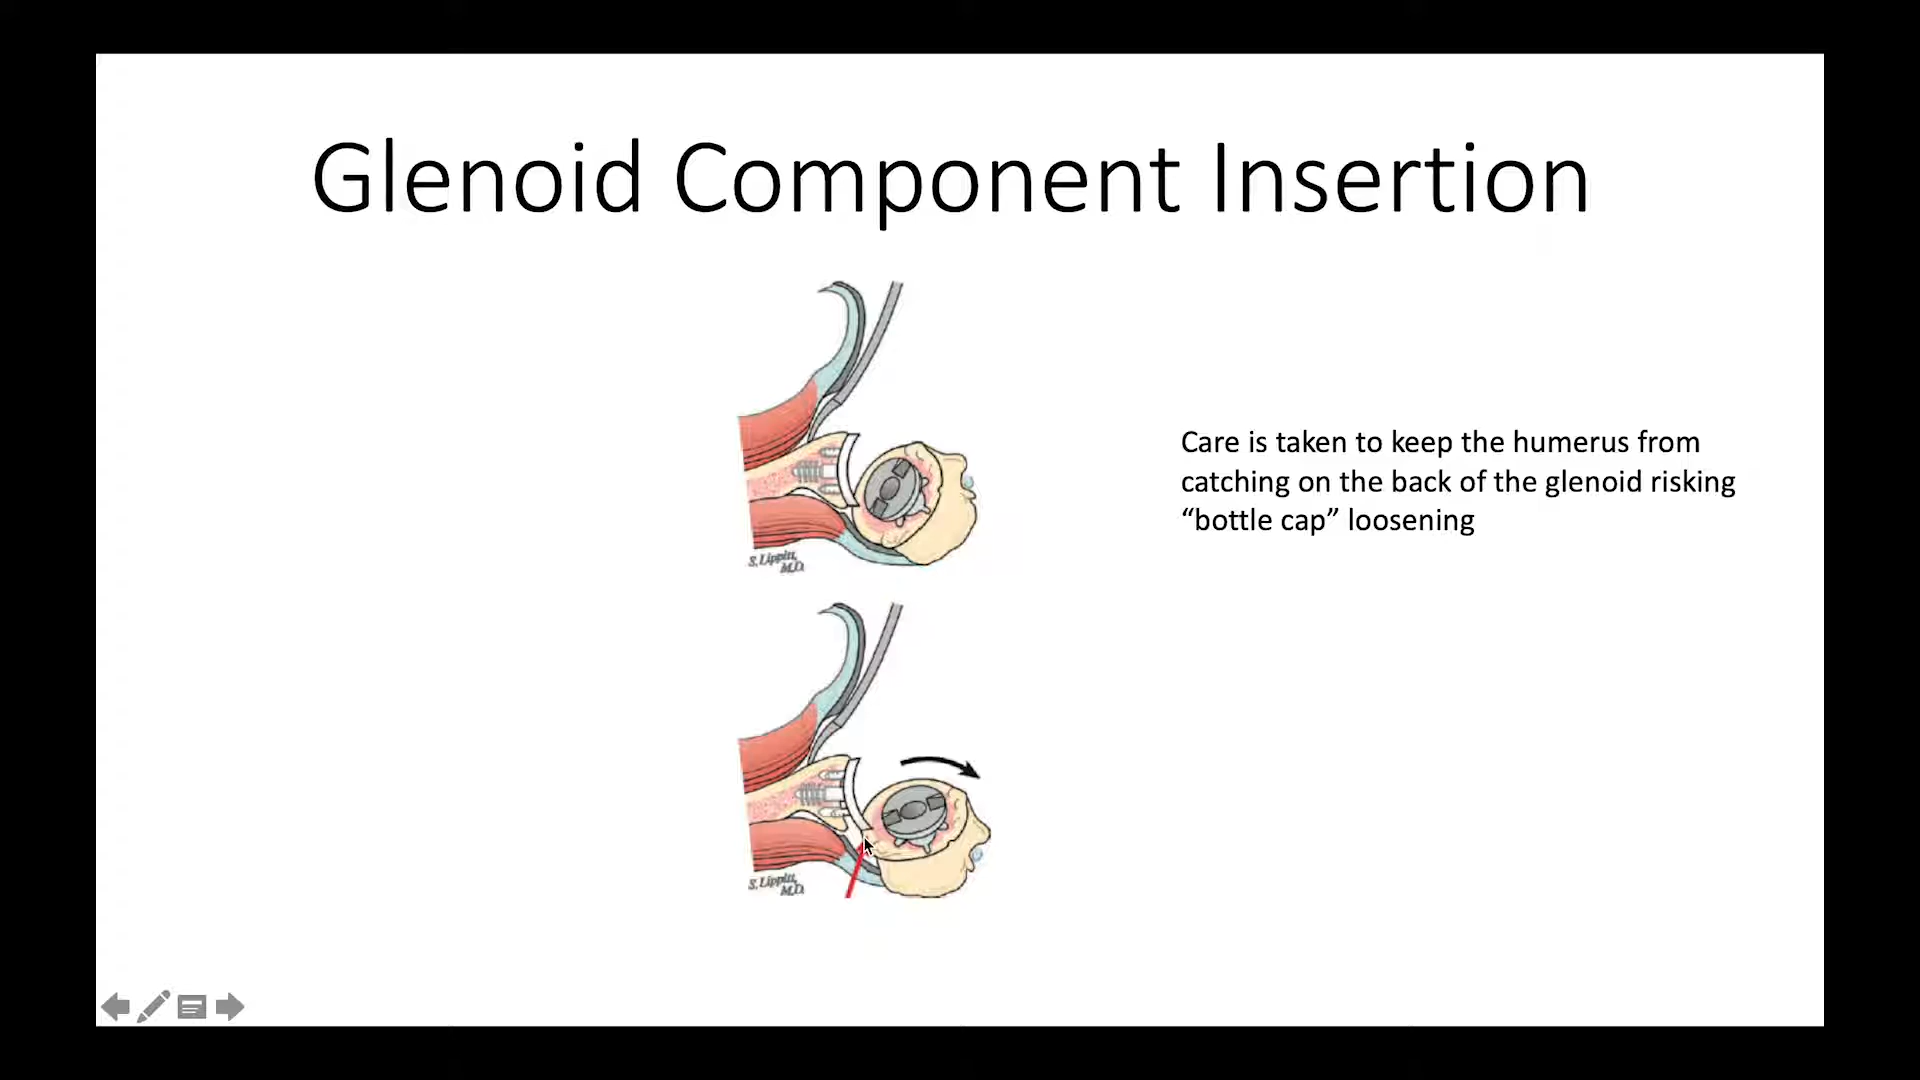 Glenoid Component Insertion
S. Lippitt,
M.D.
Care is taken to keep the humerus from
catching on the back of the glenoid risking
“bottle cap” loosening
S. Lippitt,
M.D.